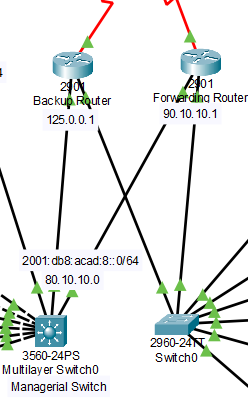 2901
Backup Router
125.0.0.1
2901
Forwarding Router
90.10.10.1
2001:db8:acad:8::0/64
80.10.10.0
3560-24PS
Multilayer Switch0
Managerial Switch
2960-24TT
Switch0